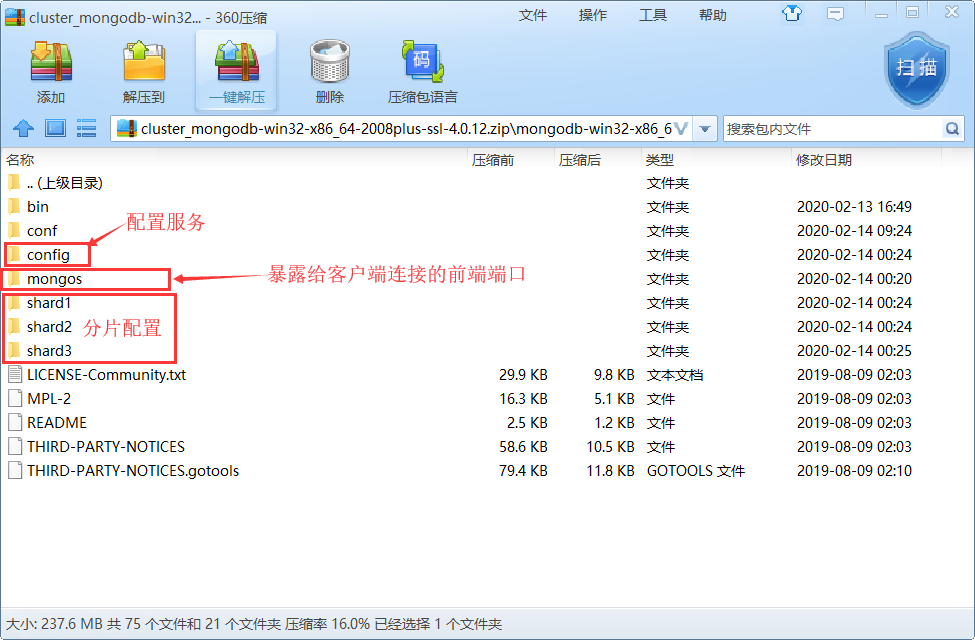 cluster_mongodb-win32... - 360压缩 文件 操作 工具 帮助
添加 解压到 一键解压 删除 压缩包语言 扫描
码
cluster_mongodb-win32-x86_64-2008plus-ssl-4.0.12.zip\mongodb-win32-x86_6 搜索包内文件
名称 压缩前 压缩后 类型 修改日期
.. (上级目录) 文件夹
bin 文件夹 2020-02-13 16:49
配置服务
conf 文件夹 2020-02-14 09:24
config 文件夹 2020-02-14 00:24
mongos 暴露给客户端连接的前端端口 文件夹 2020-02-14 00:20
shard1 文件夹 2020-02-14 00:24
shard2 分片配置 文件夹 2020-02-14 00:24
shard3 文件夹 2020-02-14 00:25
LICENSE-Community.txt 29.9 KB 9.8 KB 文本文档 2019-08-09 02:03
MPL-2 16.3 KB 5.1 KB 文件 2019-08-09 02:03
README 2.5 KB 1.2 KB 文件 2019-08-09 02:03
THIRD-PARTY-NOTICES 58.6 KB 10.5 KB 文件 2019-08-09 02:03
THIRD-PARTY-NOTICES.gotools 79.4 KB 11.8 KB GOTOOLS 文件 2019-08-09 02:10
大小: 237.6 MB 共 75 个文件和 21 个文件夹 压缩率 16.0% 已经选择 1 个文件夹